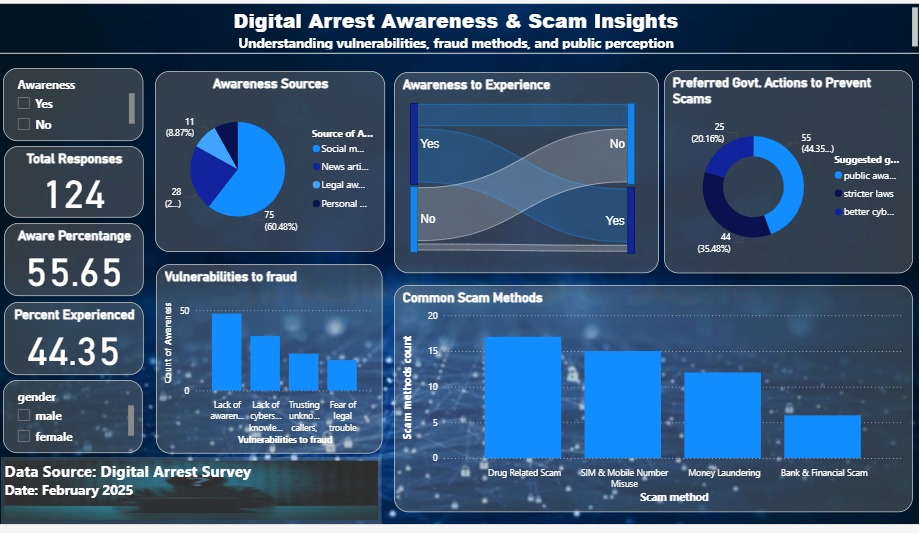 Digital Arrest Awareness & Scam Insights
Understanding vulnerabilities, fraud methods, and public perception
Awareness
Yes
No
Total Responses
124
Aware Percentange
55.65
Percent Experienced
44.35
gender
male
female
Data Source: Digital Arrest Survey
Date: February 2025
Awareness Sources
11
(8.87%)
28
(2...)
75
(60.48%)
Source of A...
Social m...
News arti...
Legal aw...
Personal ...
Vulnerabilities to fraud
Count of Awareness
50
0
Lack of
awaren...
Lack of
cybers...
knowle...
Trusting
unkno...
callers,
Fear of
legal
trouble
Vulnerabilities to fraud
Awareness to Experience
Yes
No
No
Yes
Preferred Govt. Actions to Prevent
Scams
25
(20.16%)
55
(44.35...)
44
(35.48%)
Suggested g...
public awa...
stricter laws
better cyb...
Common Scam Methods
Scam methods count
20
15
10
5
0
Drug Related Scam
SIM & Mobile Number
Misuse
Money Laundering
Bank & Financial Scam
Scam method